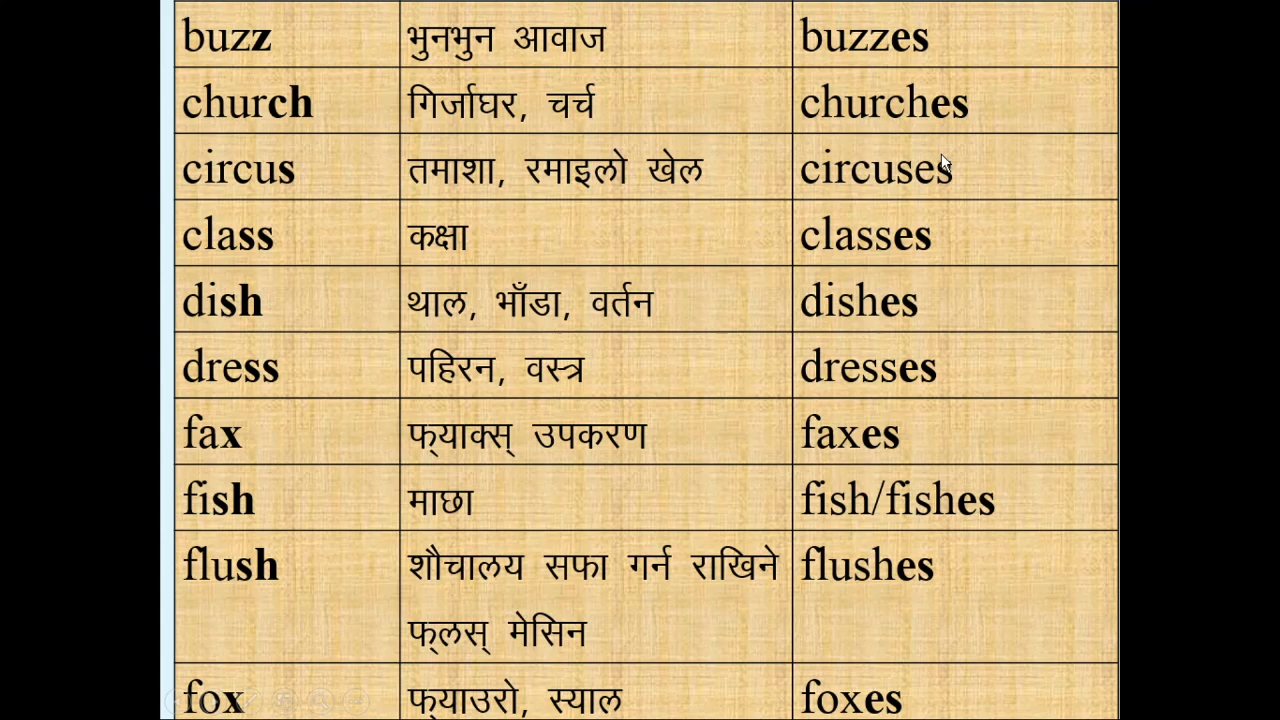 buzz भुनभुन आवाज buzzes
church गिर्जाघर, चर्च churches
circus तमाशा, रमाइलो खेल circuses
class कक्षा classes
dish थाल, भाँडा, वर्तन dishes
dress पहिरन, वस्त्र dresses
fax फ्याक्स् उपकरण faxes
fish माछा fish/fishes
flush शौचालय सफा गर्न राखिने flushes
फ्लस् मेसिन
fox फ्याउरो, स्याल foxes